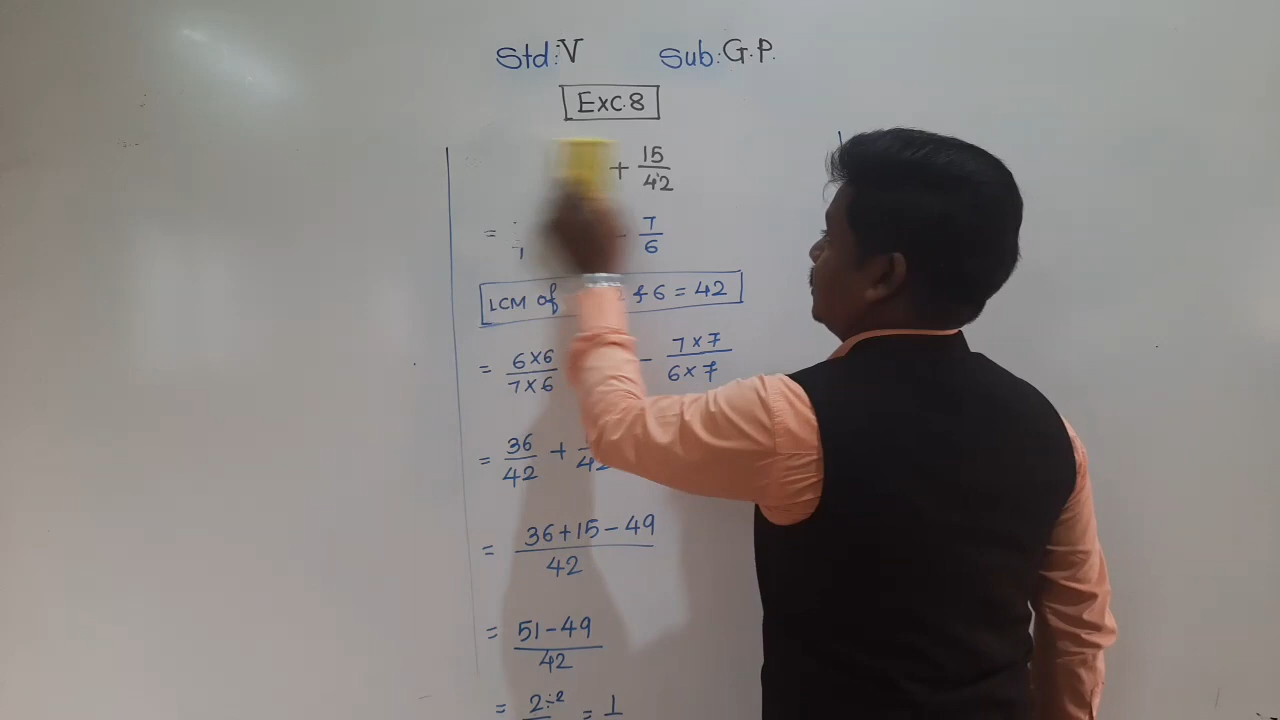 Std: V Sub: G.P.
Exc.8
+ 15/42
= 7/6
LCM of & 6 = 42
= 6×6/7×6 − 7×7/6×7
= 36/42 +
= 36+15−49/42
= 51−49/42
= 2÷2 = 1